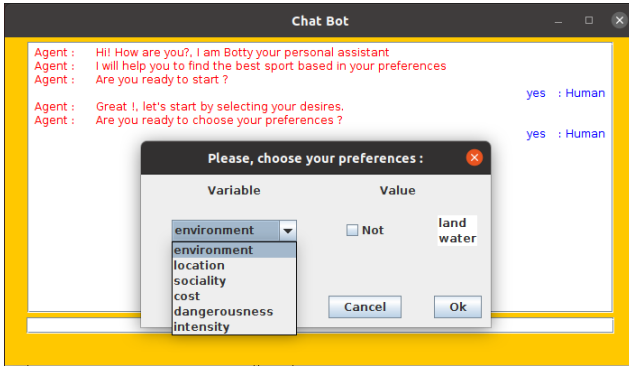 Chat Bot
Agent : Hi! How are you?, I am Botty your personal assistant
Agent : I will help you to find the best sport based in your preferences
Agent : Are you ready to start ?
yes : Human
Agent : Great !, let's start by selecting your desires.
Agent : Are you ready to choose your preferences ?
yes : Human
Please, choose your preferences :
Variable Value
environment Not land
water
environment
location
sociality
cost
dangerousness
intensity
Cancel Ok